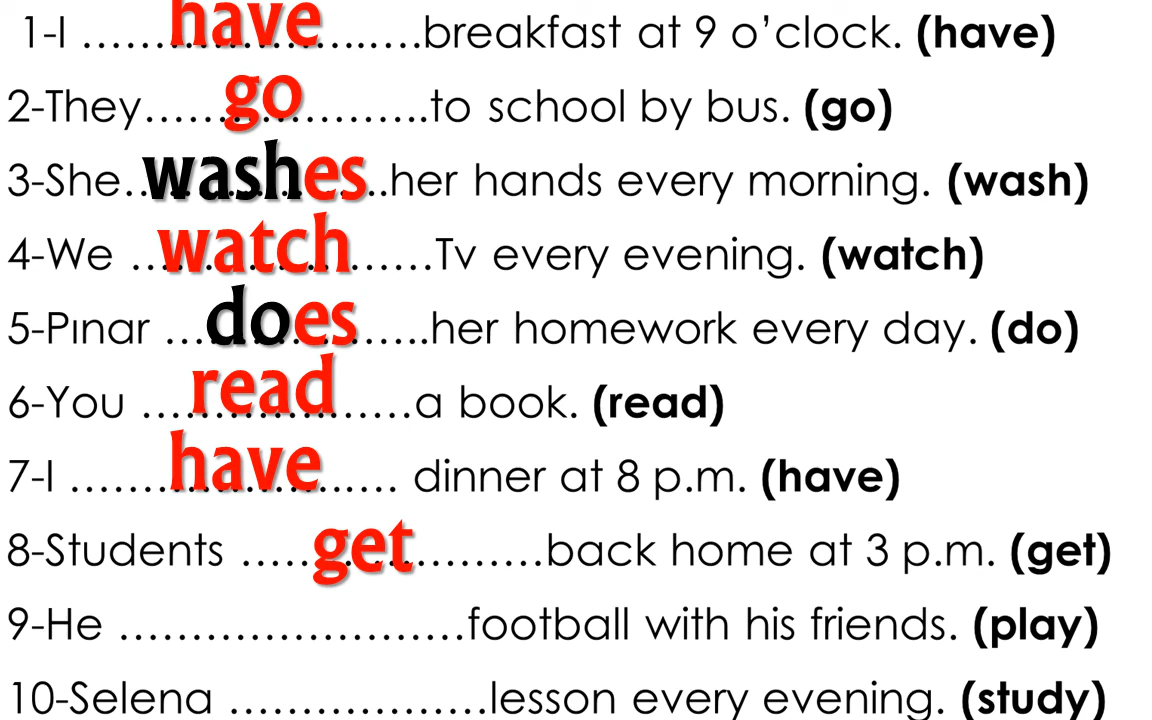 1-I ......have......breakfast at 9 o’clock. (have)
2-They......go......to school by bus. (go)
3-She..washes..her hands every morning. (wash)
4-We ...watch......Tv every evening. (watch)
5-Pınar ...does.....her homework every day. (do)
6-You ....read.....a book. (read)
7-I .......have..... dinner at 8 p.m. (have)
8-Students .....get.........back home at 3 p.m. (get)
9-He ........................football with his friends. (play)
10-Selena ..................lesson every evening. (study)